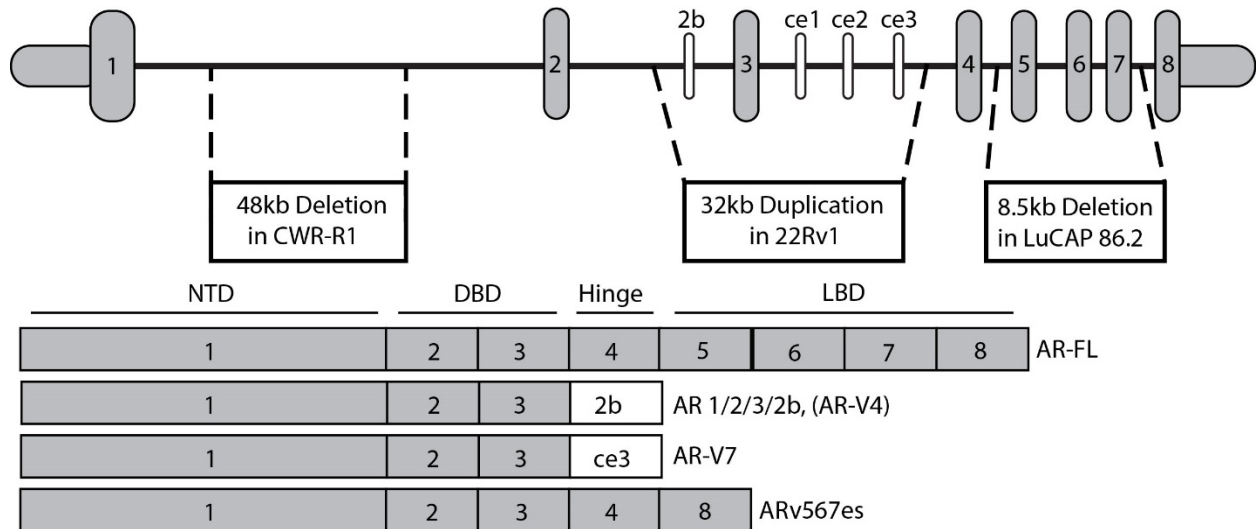 2b ce1 ce2 ce3
1 2 3 4 5 6 7 8
48kb Deletion
in CWR-R1
32kb Duplication
in 22Rv1
8.5kb Deletion
in LuCAP 86.2
NTD DBD Hinge LBD
1 2 3 4 5 6 7 8 AR-FL
1 2 3 2b AR 1/2/3/2b, (AR-V4)
1 2 3 ce3 AR-V7
1 2 3 4 8 ARv567es